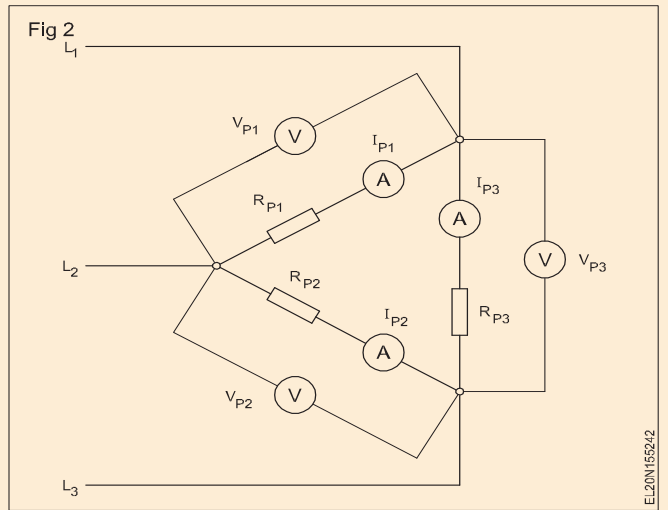 Fig 2
L1
VP1
V
IP1
A
RP1
IP3
A
L2
V
VP3
RP2
RP3
IP2
A
VP2
V
L3
EL20N155242